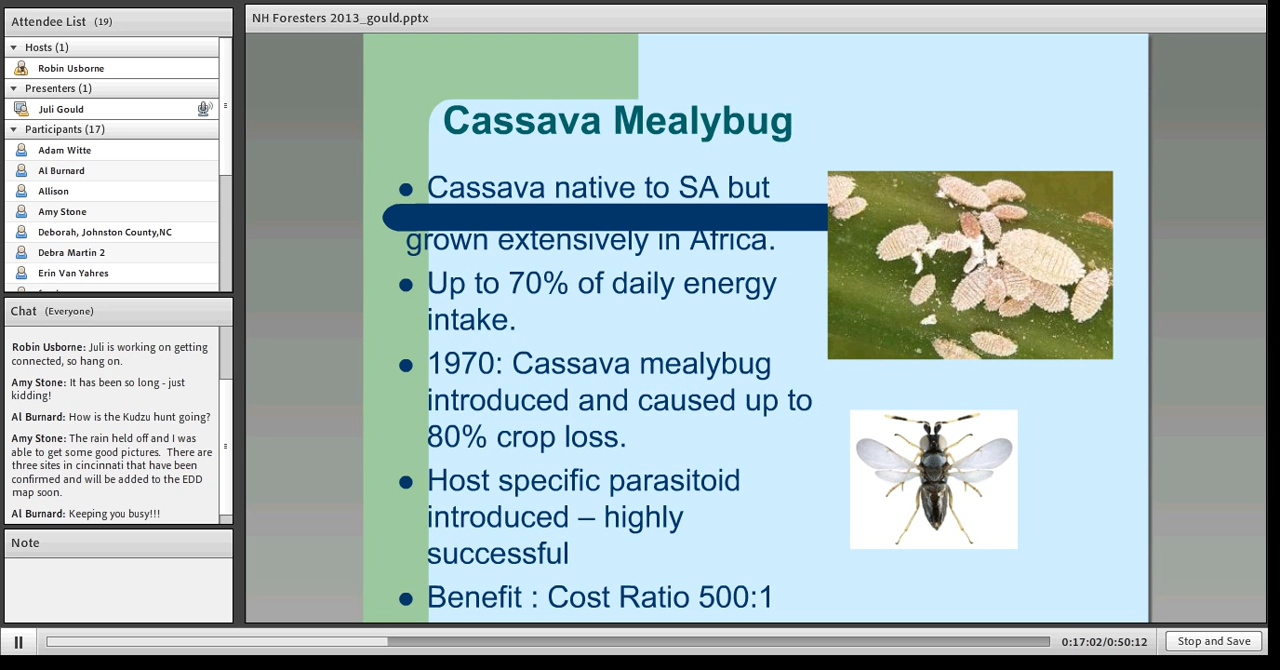 Attendee List (19)
Hosts (1)
Robin Usborne
Presenters (1)
Juli Gould
Participants (17)
Adam Witte
Al Burnard
Allison
Amy Stone
Deborah, Johnston County,NC
Debra Martin 2
Erin Van Yahres
Chat (Everyone)
Robin Usborne: Juli is working on getting
connected, so hang on.
Amy Stone: It has been so long - just
kidding!
Al Burnard: How is the Kudzu hunt going?
Amy Stone: The rain held off and I was
able to get some good pictures. There are
three sites in cincinnati that have been
confirmed and will be added to the EDD
map soon.
Al Burnard: Keeping you busy!!!
Note
NH Foresters 2013_gould.pptx
Cassava Mealybug
● Cassava native to SA but
grown extensively in Africa.
● Up to 70% of daily energy
intake.
● 1970: Cassava mealybug
introduced and caused up to
80% crop loss.
● Host specific parasitoid
introduced – highly
successful
● Benefit : Cost Ratio 500:1
0:17:02/0:50:12
Stop and Save